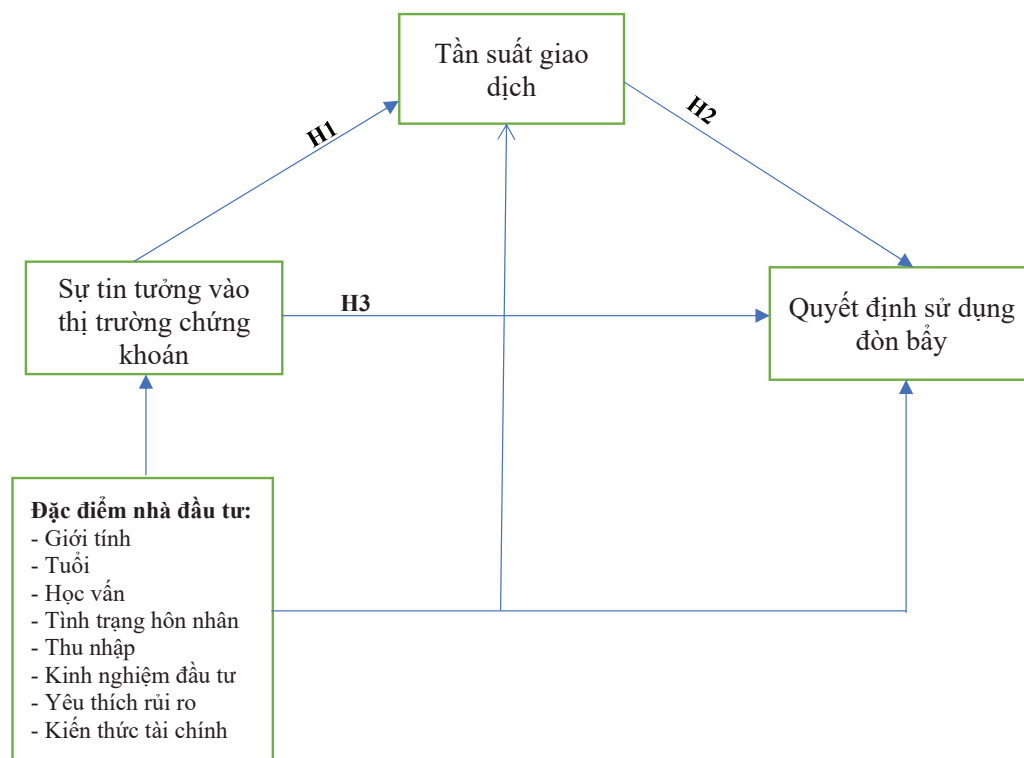 Tần suất giao
dịch
H1
H2
Sự tin tưởng vào
thị trường chứng
khoán
H3
Quyết định sử dụng
đòn bẩy
Đặc điểm nhà đầu tư:
- Giới tính
- Tuổi
- Học vấn
- Tình trạng hôn nhân
- Thu nhập
- Kinh nghiệm đầu tư
- Yêu thích rủi ro
- Kiến thức tài chính